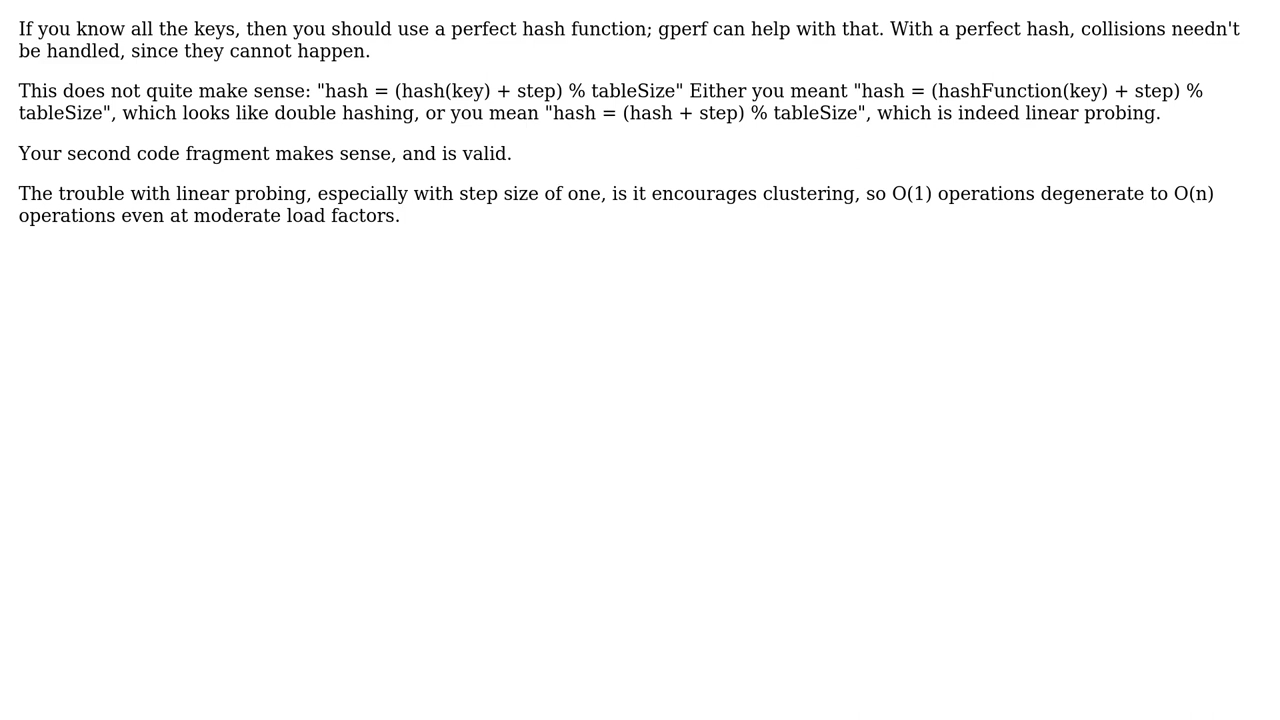 If you know all the keys, then you should use a perfect hash function; gperf can help with that. With a perfect hash, collisions needn't
be handled, since they cannot happen.
This does not quite make sense: "hash = (hash(key) + step) % tableSize" Either you meant "hash = (hashFunction(key) + step) %
tableSize", which looks like double hashing, or you mean "hash = (hash + step) % tableSize", which is indeed linear probing.
Your second code fragment makes sense, and is valid.
The trouble with linear probing, especially with step size of one, is it encourages clustering, so O(1) operations degenerate to O(n)
operations even at moderate load factors.